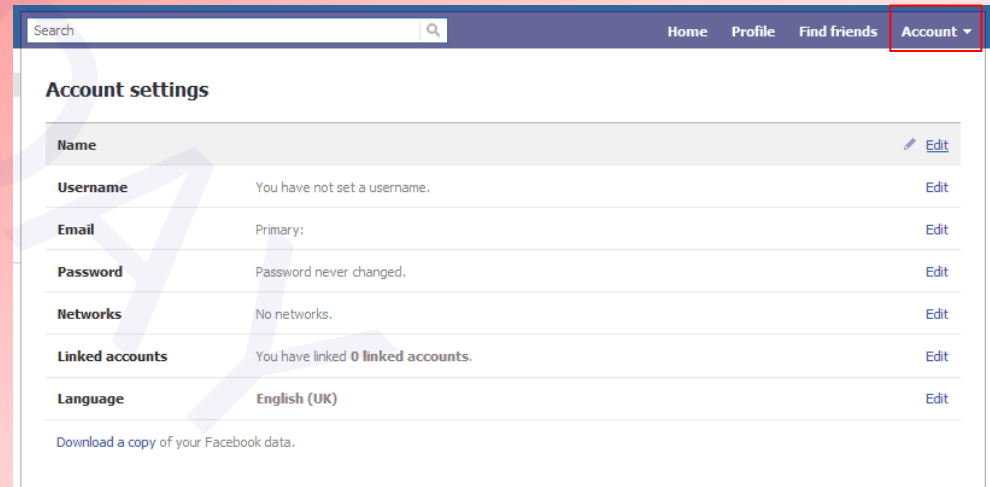 Search Home Profile Find friends Account
Account settings
Name Edit
Username You have not set a username. Edit
Email Primary: Edit
Password Password never changed. Edit
Networks No networks. Edit
Linked accounts You have linked 0 linked accounts. Edit
Language English (UK) Edit
Download a copy of your Facebook data.